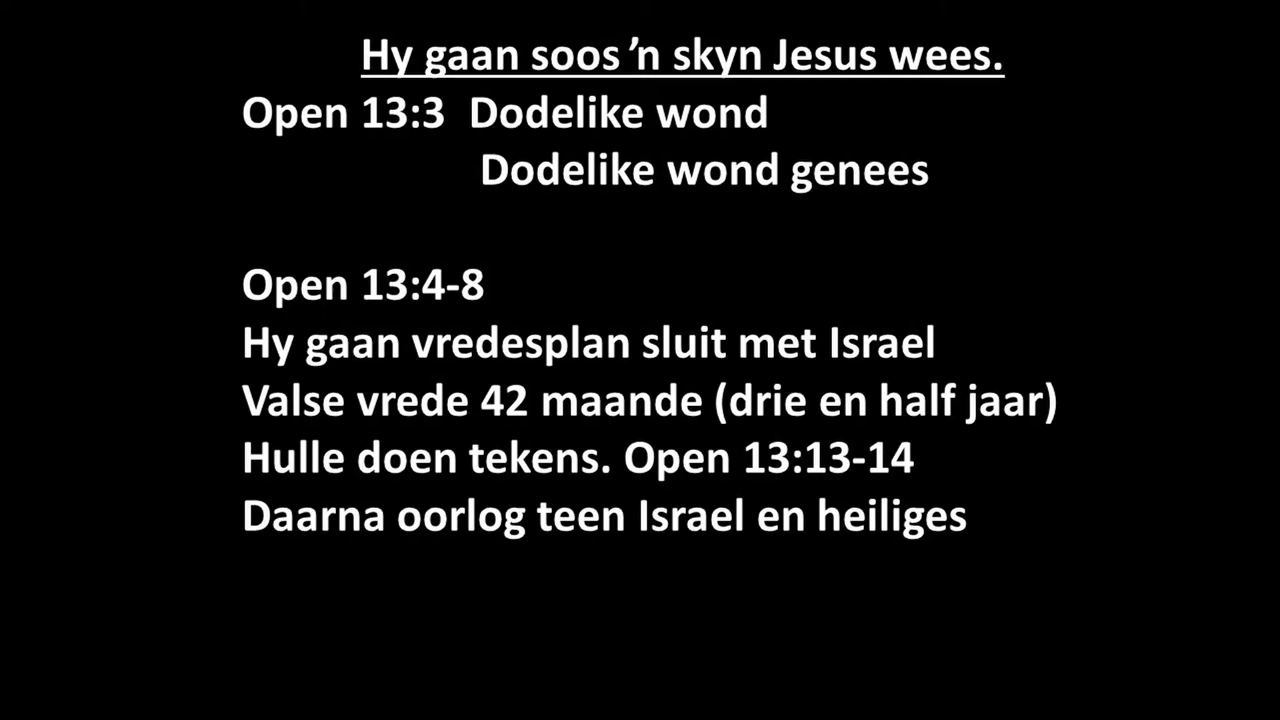 Hy gaan soos ’n skyn Jesus wees.
Open 13:3 Dodelike wond
Dodelike wond genees
Open 13:4-8
Hy gaan vredesplan sluit met Israel
Valse vrede 42 maande (drie en half jaar)
Hulle doen tekens. Open 13:13-14
Daarna oorlog teen Israel en heiliges